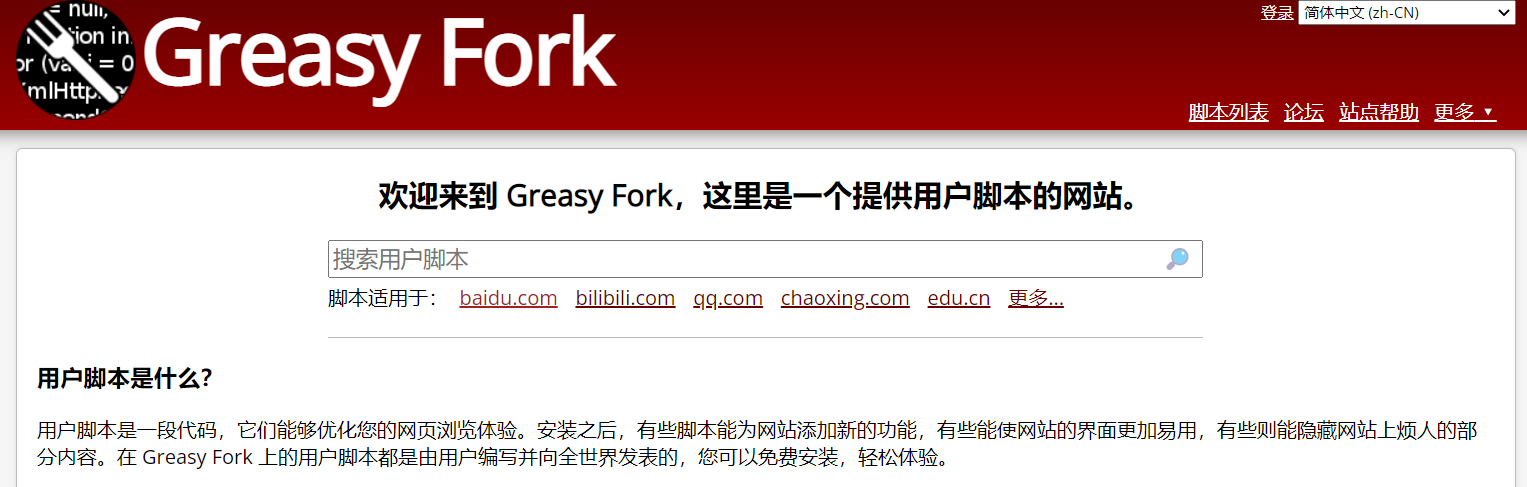 = null,
tion in
or (va i = 0
XmlHttp
Greasy Fork
登录 简体中文 (zh-CN)
脚本列表 论坛 站点帮助 更多 ▼
欢迎来到 Greasy Fork，这里是一个提供用户脚本的网站。
搜索用户脚本
脚本适用于： baidu.com bilibili.com qq.com chaoxing.com edu.cn 更多...
用户脚本是什么?
用户脚本是一段代码，它们能够优化您的网页浏览体验。安装之后，有些脚本能为网站添加新的功能，有些能使网站的界面更加易用，有些则能隐藏网站上烦人的部
分内容。在 Greasy Fork 上的用户脚本都是由用户编写并向全世界发表的，您可以免费安装，轻松体验。